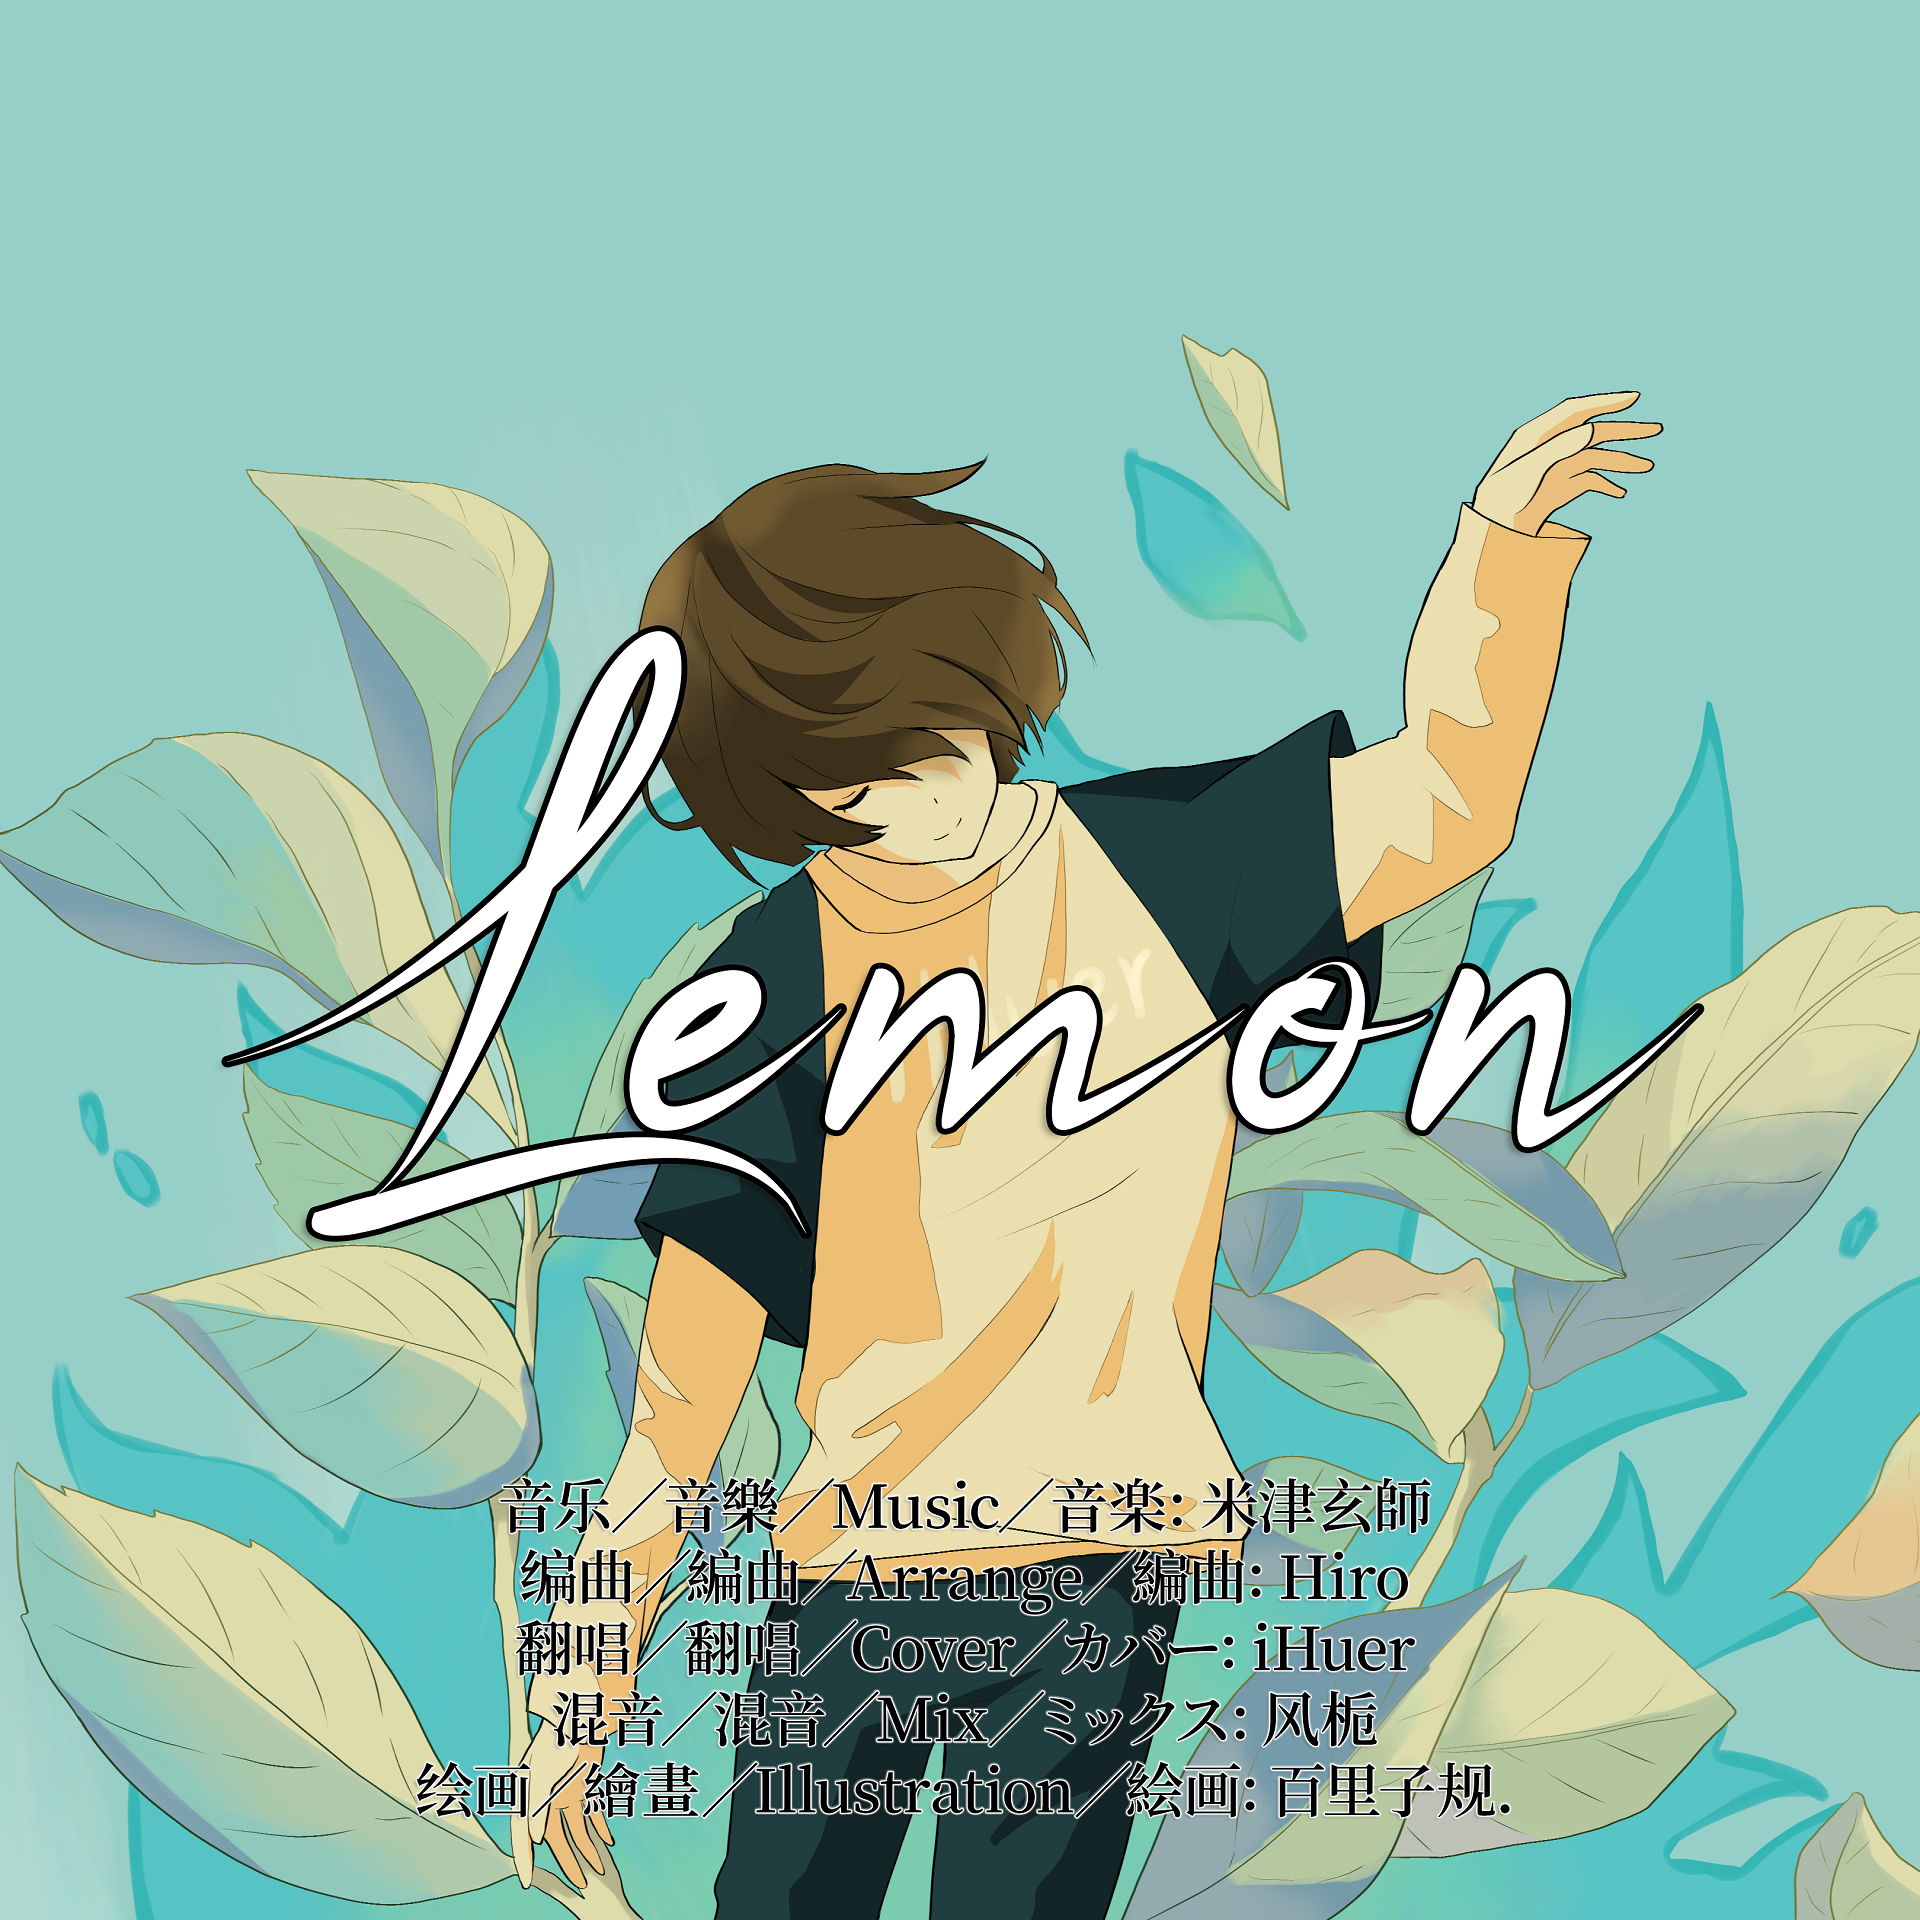 Lemon
音乐／音樂／Music／音楽: 米津玄師
编曲／編曲／Arrange／編曲: Hiro
翻唱／翻唱／Cover／カバー: iHuer
混音／混音／Mix／ミックス: 风栀
绘画／繪畫／Illustration／絵画: 百里子规.